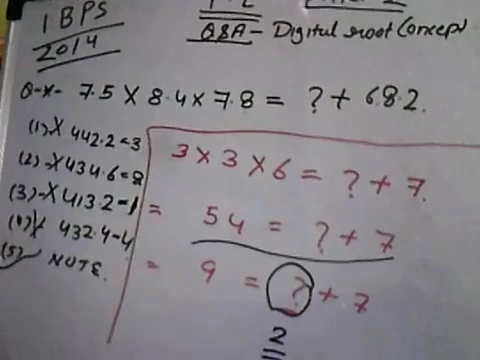 IBPS
2014
Q&A - Digital root Concept
Q-x- 7.5 × 8.4 × 7.8 = ? + 68.2.
(1) X 442.2 = 3
(2) - X 434.6 = 8
(3) - X 413.2 = 1
(4) X 432.4 - 4
(5) NOTE.
3 × 3 × 6 = ? + 7.
= 54 = ? + 7
= 9 = ? + 7
2